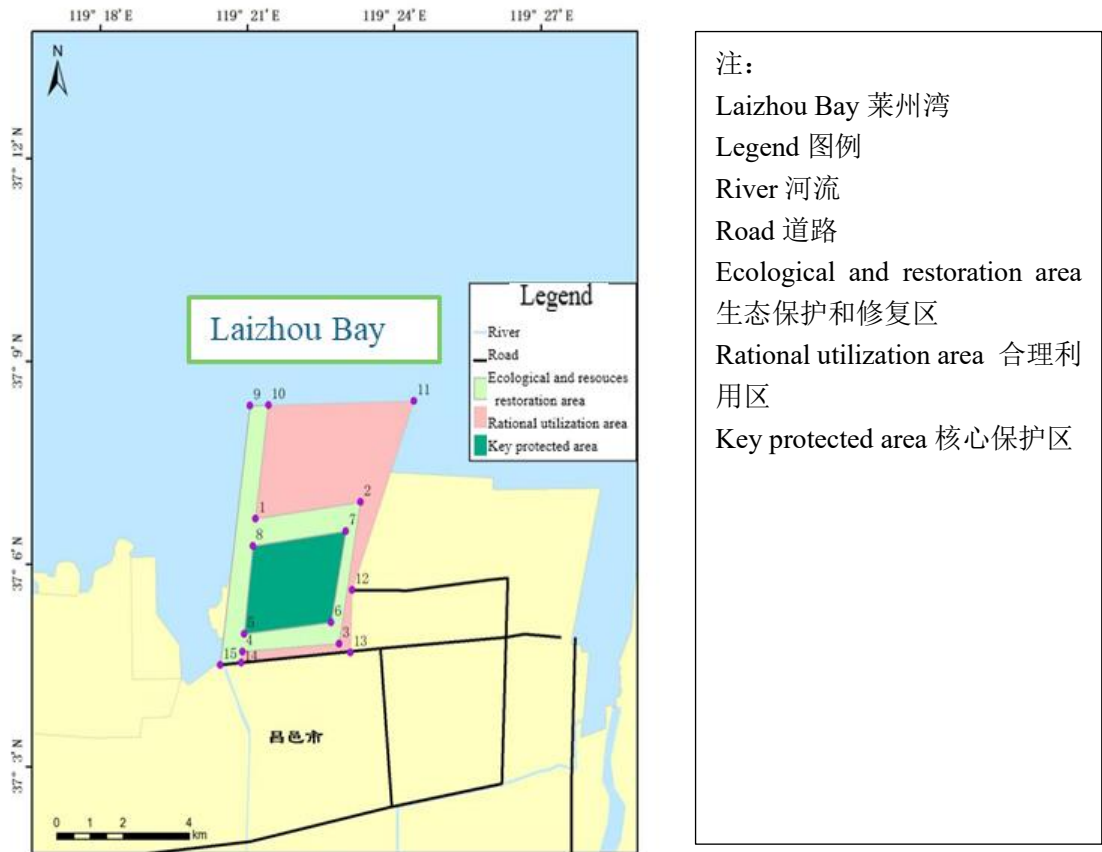 119° 18' E
119° 21' E
119° 24' E
119° 27' E
N
37° 12' N
37° 9' N
37° 6' N
37° 3' N
Laizhou Bay
Legend
River
Road
Ecological and resouces
restoration area
Rational utilization area
Key protected area
9
10
11
1
2
7
8
12
5
6
4
3
13
15
14
昌邑市
0 1 2 4
km
注：
Laizhou Bay 莱州湾
Legend 图例
River 河流
Road 道路
Ecological and restoration area
生态保护和修复区
Rational utilization area 合理利
用区
Key protected area 核心保护区